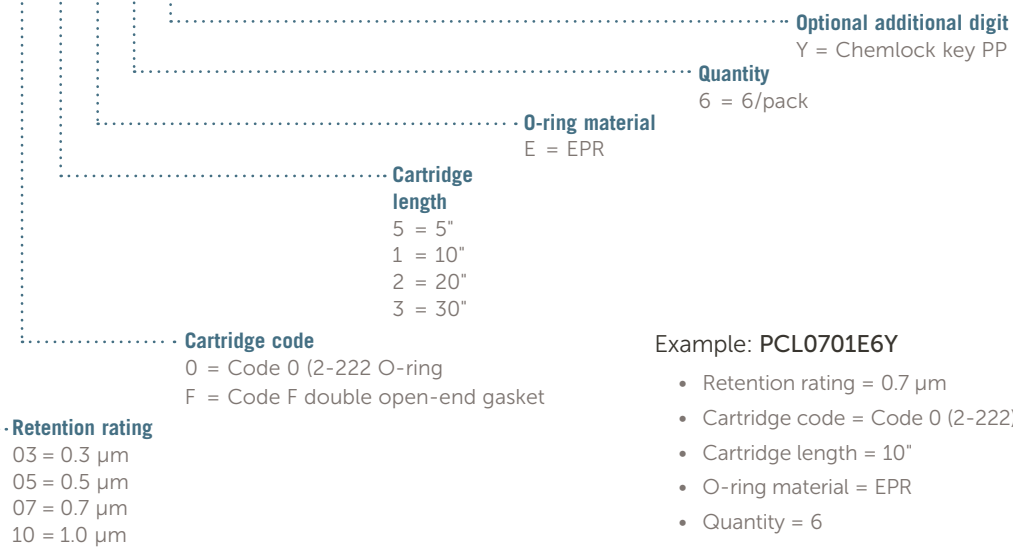 Optional additional digit
Y = Chemlock key PP
Quantity
6 = 6/pack
O-ring material
E = EPR
Cartridge
length
5 = 5"
1 = 10"
2 = 20"
3 = 30"
Cartridge code
0 = Code 0 (2-222 O-ring
F = Code F double open-end gasket
Retention rating
03 = 0.3 µm
05 = 0.5 µm
07 = 0.7 µm
10 = 1.0 µm
Example: PCL0701E6Y
• Retention rating = 0.7 µm
• Cartridge code = Code 0 (2-222)
• Cartridge length = 10"
• O-ring material = EPR
• Quantity = 6